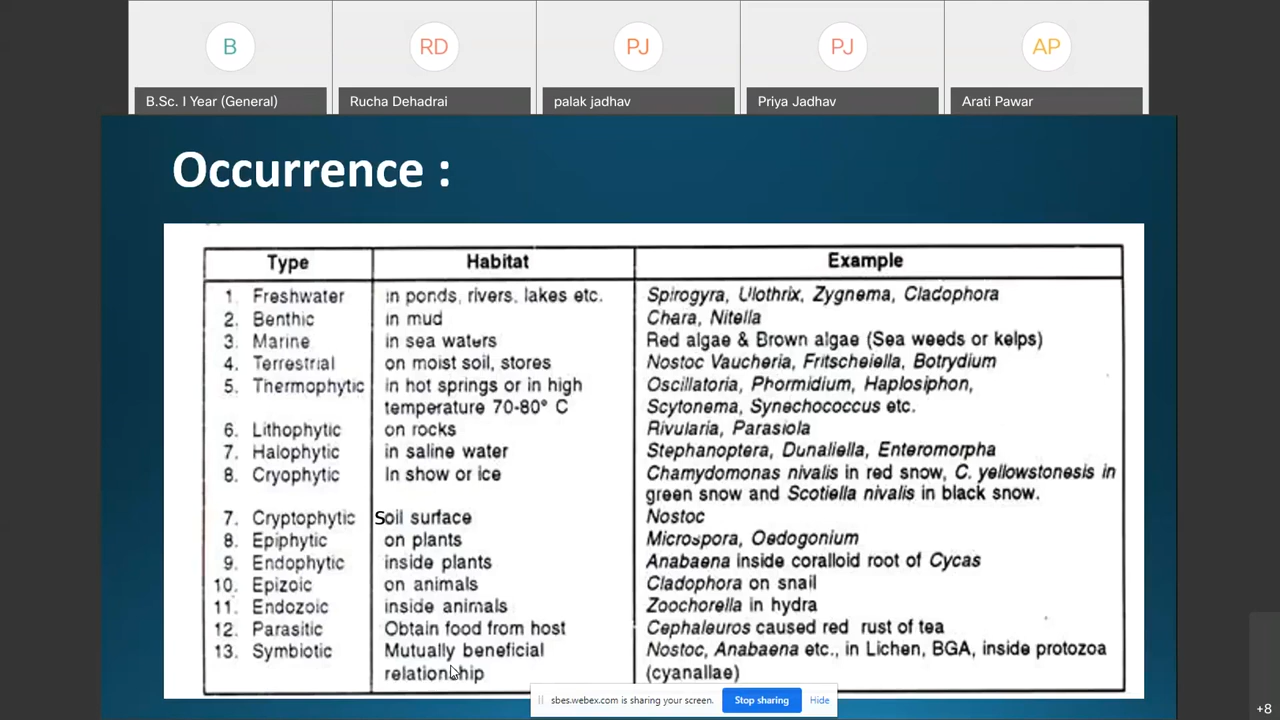 B RD PJ PJ AP
B.Sc. I Year (General) Rucha Dehadrai palak jadhav Priya Jadhav Arati Pawar
Occurrence :
Type Habitat Example
1. Freshwater in ponds, rivers, lakes etc. Spirogyra, Ulothrix, Zygnema, Cladophora
2. Benthic in mud Chara, Nitella
3. Marine in sea waters Red algae & Brown algae (Sea weeds or kelps)
4. Terrestrial on moist soil, stores Nostoc Vaucheria, Fritscheiella, Botrydium
5. Thermophytic in hot springs or in high Oscillatoria, Phormidium, Haplosiphon,
temperature 70-80° C Scytonema, Synechococcus etc.
6. Lithophytic on rocks Rivularia, Parasiola
7. Halophytic in saline water Stephanoptera, Dunaliella, Enteromorpha
8. Cryophytic In show or ice Chamydomonas nivalis in red snow, C. yellowstonesis in
green snow and Scotiella nivalis in black snow.
7. Cryptophytic Soil surface Nostoc
8. Epiphytic on plants Microspora, Oedogonium
9. Endophytic inside plants Anabaena inside coralloid root of Cycas
10. Epizoic on animals Cladophora on snail
11. Endozoic inside animals Zoochorella in hydra
12. Parasitic Obtain food from host Cephaleuros caused red rust of tea
13. Symbiotic Mutually beneficial Nostoc, Anabaena etc., in Lichen, BGA, inside protozoa
relationship (cyanallae)
sbes.webex.com is sharing your screen. Stop sharing Hide
+8